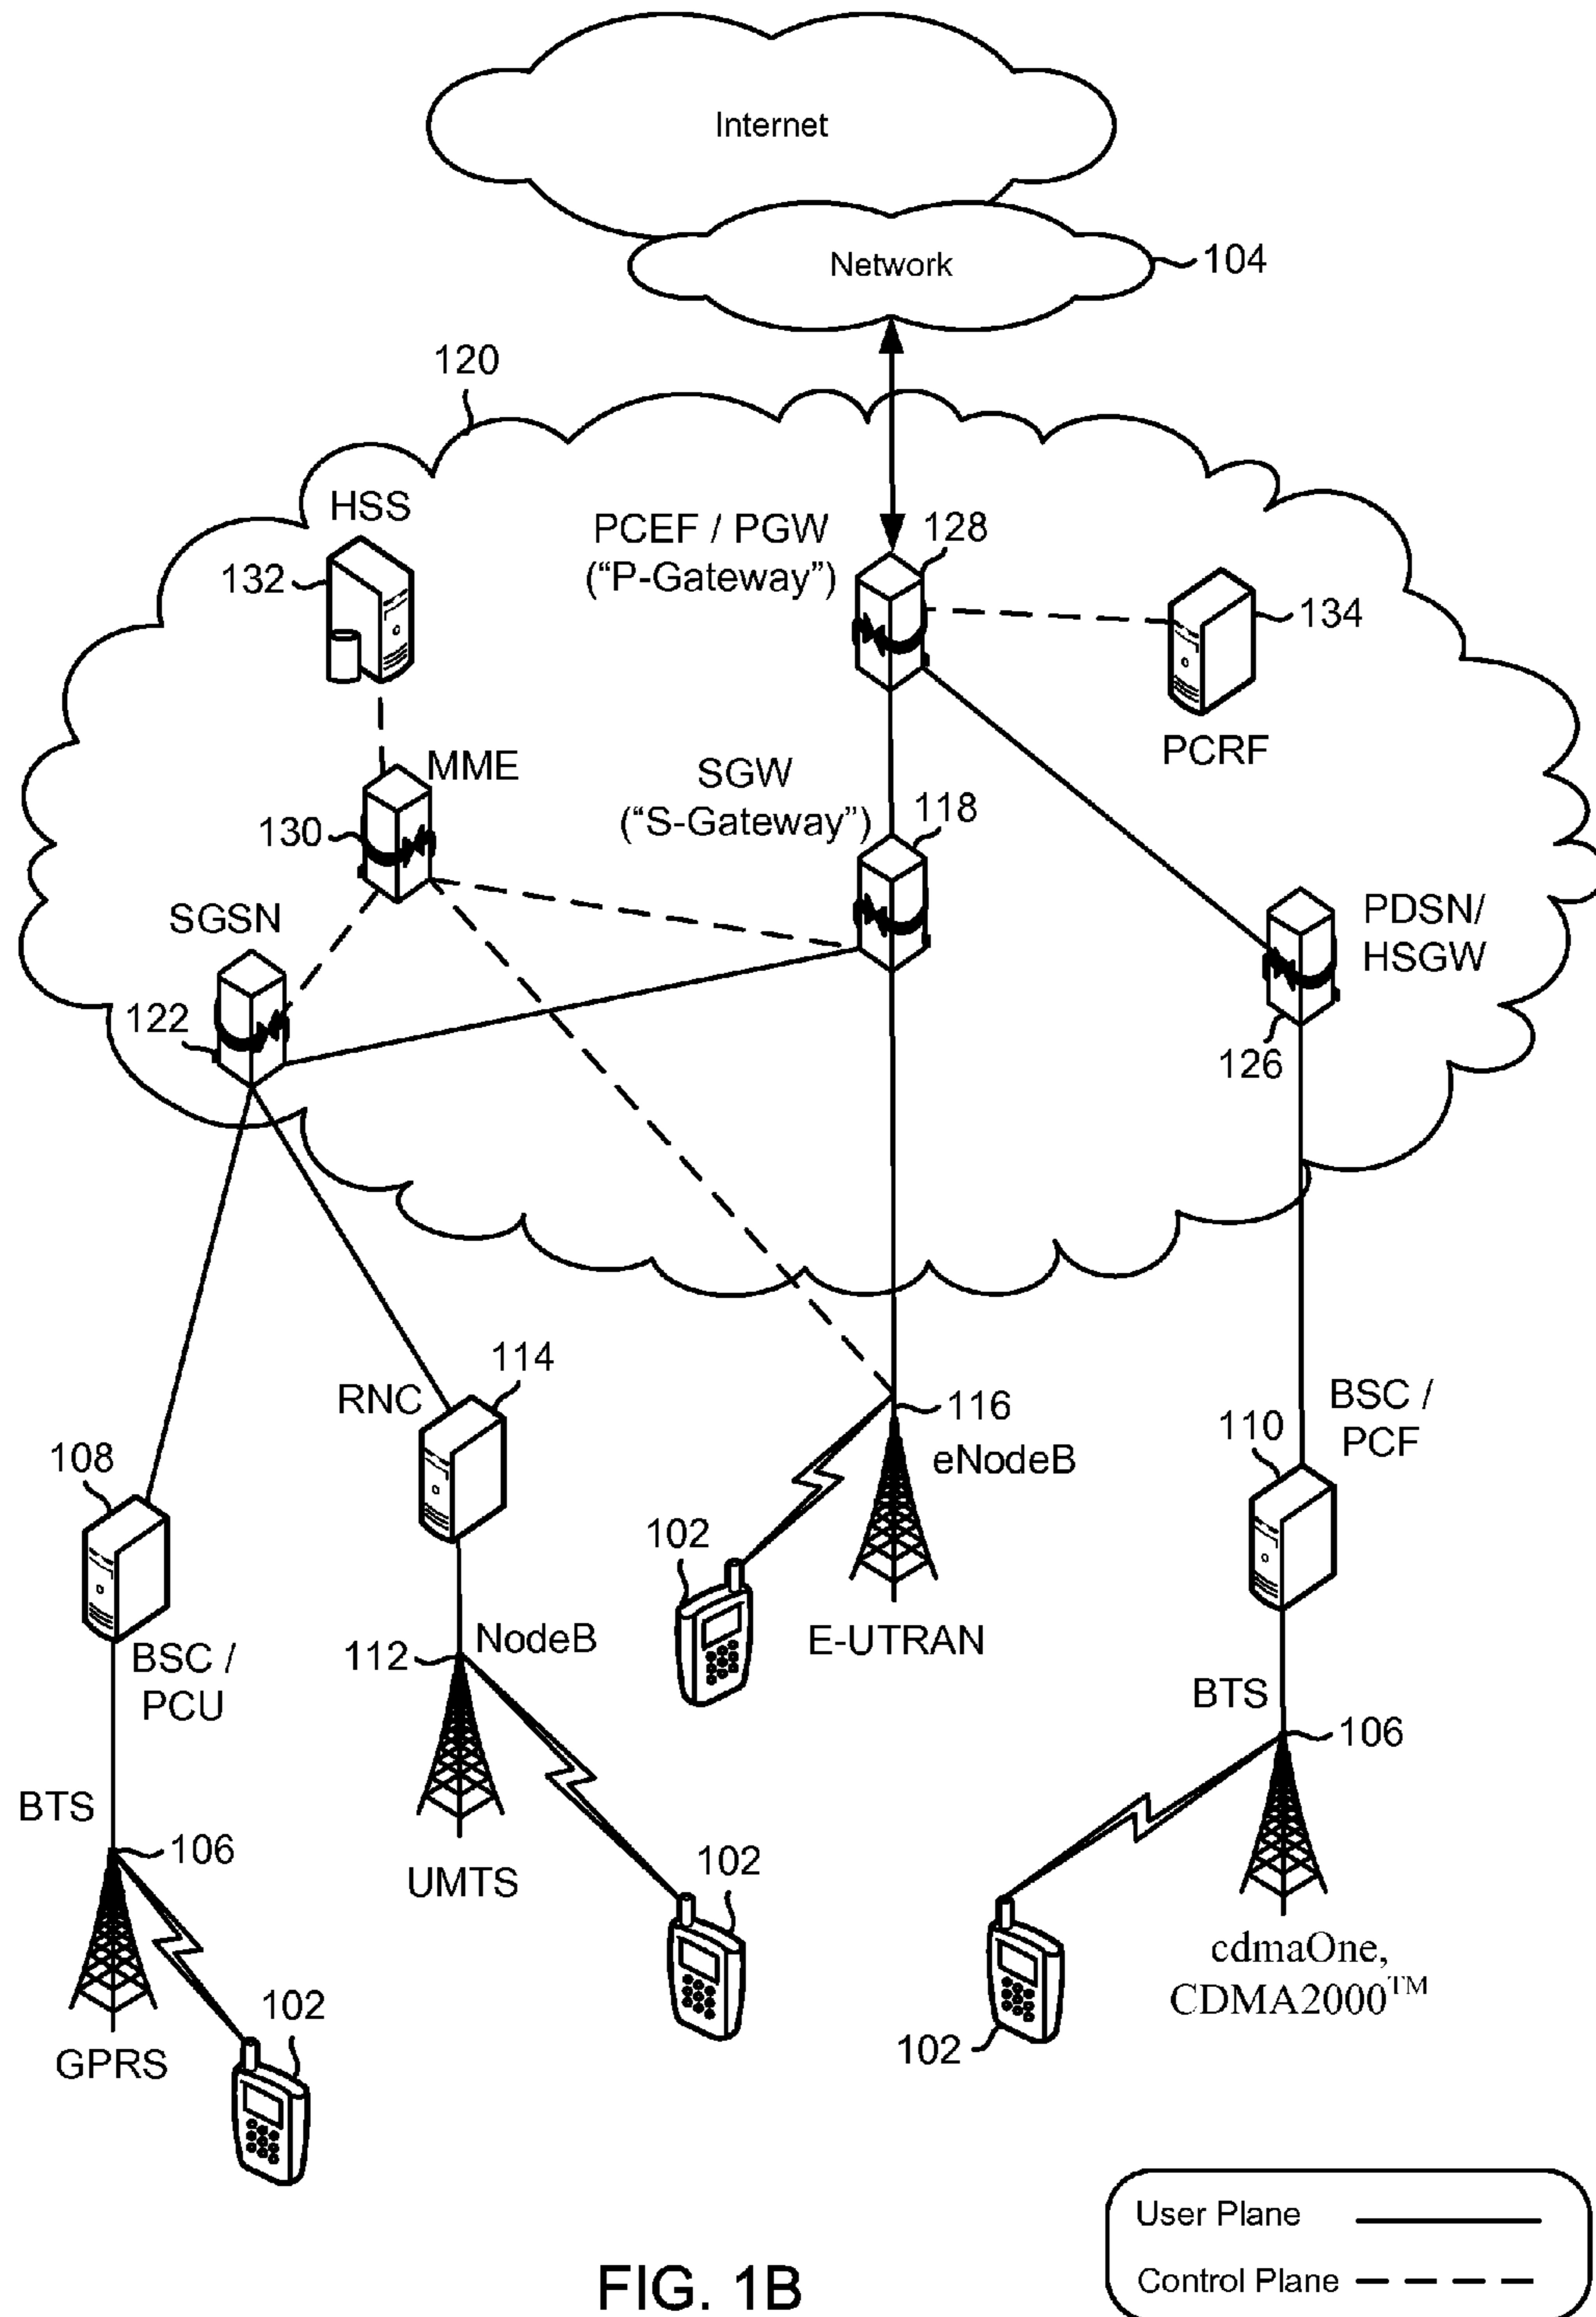 Internet
Network
104
120
HSS
132
PCEF / PGW
("P-Gateway")
128
134
PCRF
MME
130
SGW
("S-Gateway")
118
SGSN
122
PDSN/
HSGW
126
RNC
114
116
eNodeB
BSC /
PCF
110
108
102
E-UTRAN
BSC /
PCU
112
NodeB
BTS
106
BTS
106
UMTS
102
cdmaOne,
CDMA2000™
102
GPRS
102
User Plane
Control Plane
FIG. 1B